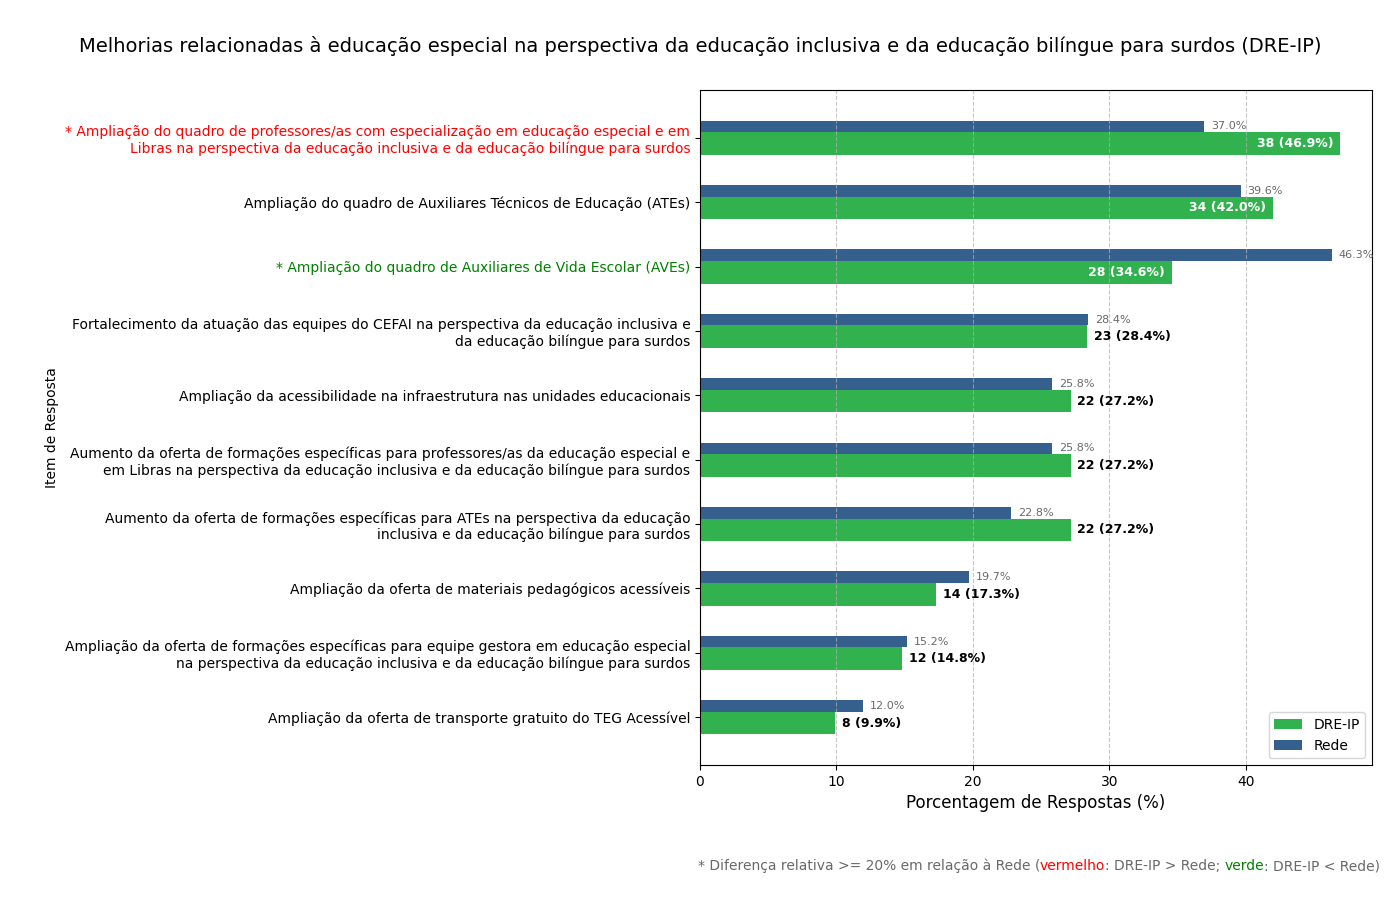 Melhorias relacionadas à educação especial na perspectiva da educação inclusiva e da educação bilíngue para surdos (DRE-IP)
* Ampliação do quadro de professores/as com especialização em educação especial e em
Libras na perspectiva da educação inclusiva e da educação bilíngue para surdos
37.0%
38 (46.9%)
Ampliação do quadro de Auxiliares Técnicos de Educação (ATEs)
39.6%
34 (42.0%)
* Ampliação do quadro de Auxiliares de Vida Escolar (AVEs)
46.3%
28 (34.6%)
Fortalecimento da atuação das equipes do CEFAI na perspectiva da educação inclusiva e
da educação bilíngue para surdos
28.4%
23 (28.4%)
Ampliação da acessibilidade na infraestrutura nas unidades educacionais
25.8%
22 (27.2%)
Aumento da oferta de formações específicas para professores/as da educação especial e
em Libras na perspectiva da educação inclusiva e da educação bilíngue para surdos
25.8%
22 (27.2%)
Aumento da oferta de formações específicas para ATEs na perspectiva da educação
inclusiva e da educação bilíngue para surdos
22.8%
22 (27.2%)
Ampliação da oferta de materiais pedagógicos acessíveis
19.7%
14 (17.3%)
Ampliação da oferta de formações específicas para equipe gestora em educação especial
na perspectiva da educação inclusiva e da educação bilíngue para surdos
15.2%
12 (14.8%)
Ampliação da oferta de transporte gratuito do TEG Acessível
12.0%
8 (9.9%)
Item de Resposta
DRE-IP
Rede
0 10 20 30 40
Porcentagem de Respostas (%)
* Diferença relativa >= 20% em relação à Rede (vermelho: DRE-IP > Rede; verde: DRE-IP < Rede)